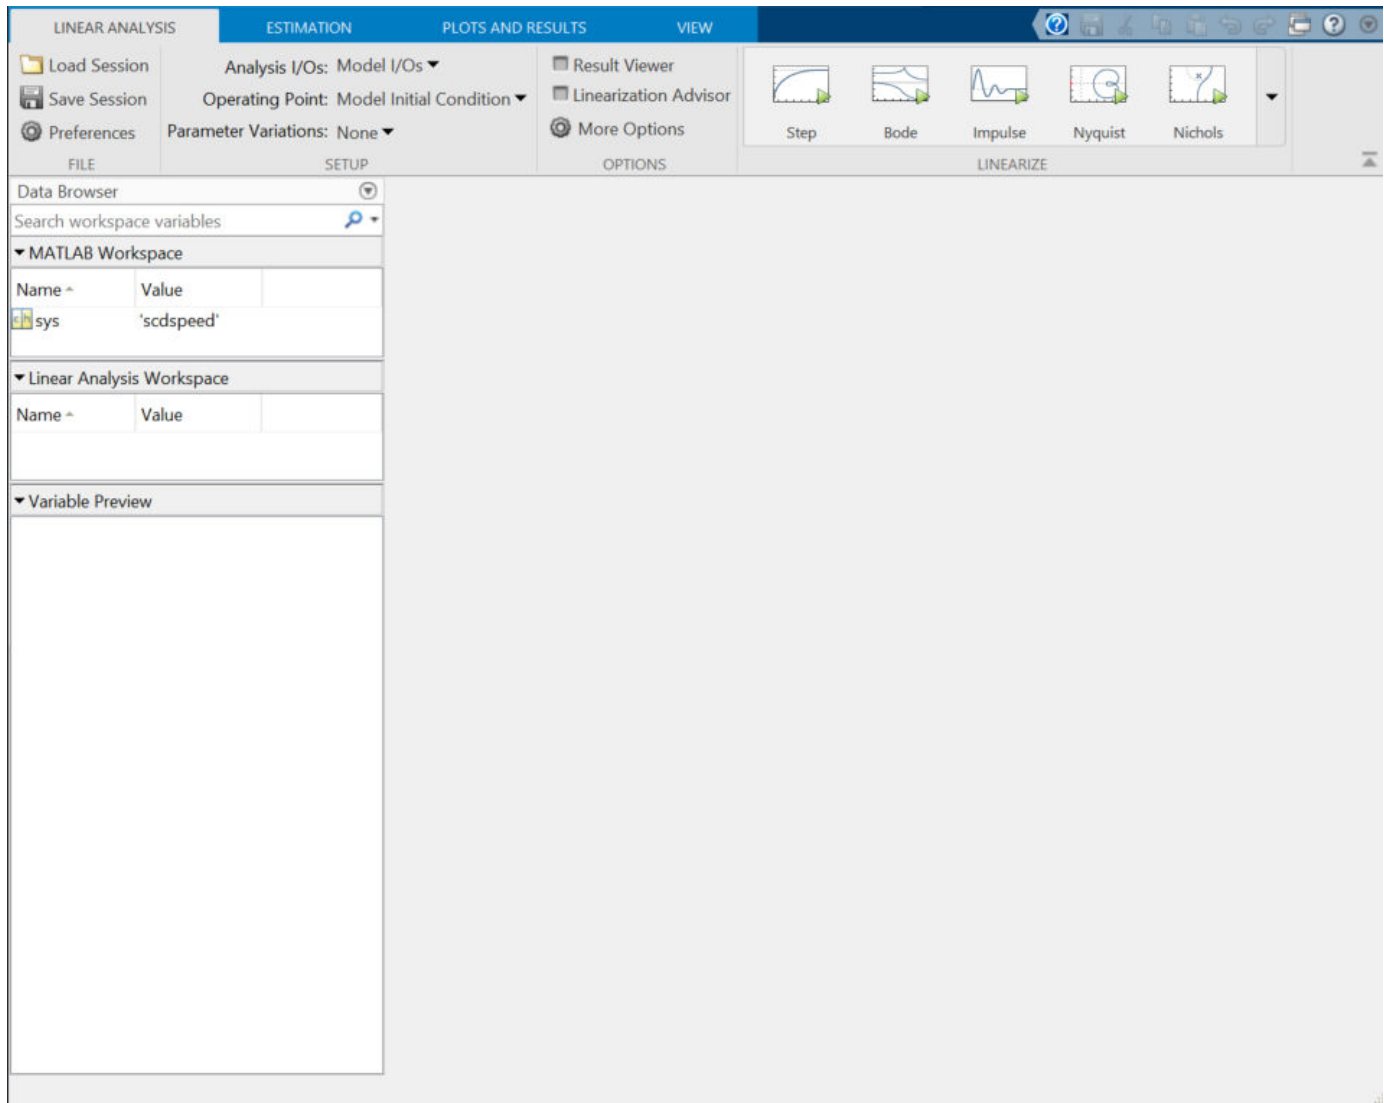 LINEAR ANALYSIS ESTIMATION PLOTS AND RESULTS VIEW
Load Session
Save Session
Preferences
FILE
Analysis I/Os: Model I/Os
Operating Point: Model Initial Condition
Parameter Variations: None
SETUP
Result Viewer
Linearization Advisor
More Options
OPTIONS
Step Bode Impulse Nyquist Nichols
LINEARIZE
Data Browser
Search workspace variables
MATLAB Workspace
Name Value
sys 'scdspeed'
Linear Analysis Workspace
Name Value
Variable Preview